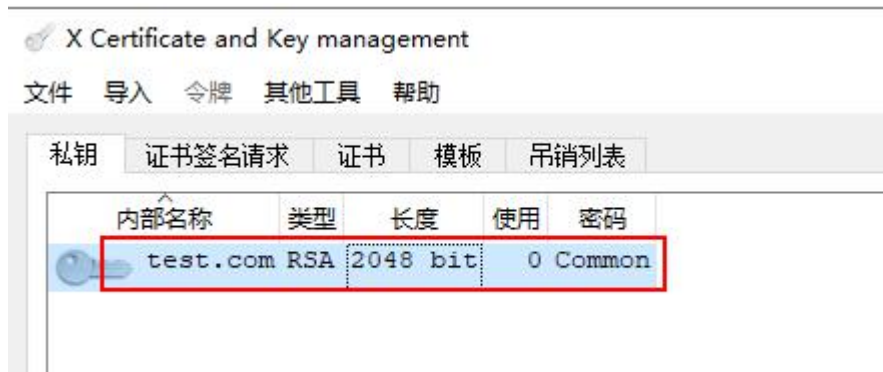 X Certificate and Key management
文件 导入 令牌 其他工具 帮助
私钥 证书签名请求 证书 模板 吊销列表
内部名称 类型 长度 使用 密码
test.com RSA 2048 bit 0 Common